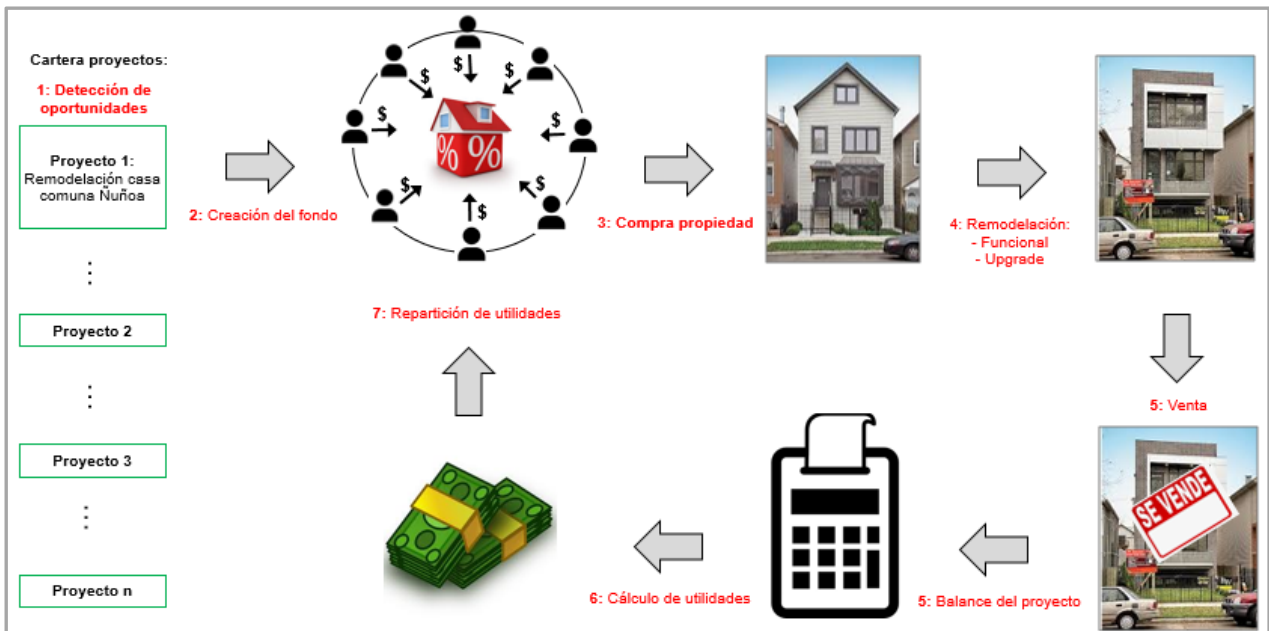 Cartera proyectos:
1: Detección de
oportunidades
Proyecto 1:
Remodelación casa
comuna Ñuñoa
⋮
Proyecto 2
⋮
Proyecto 3
⋮
Proyecto n
2: Creación del fondo
$
$
$
$
$
$
$
$
% %
3: Compra propiedad
4: Remodelación:
- Funcional
- Upgrade
5: Venta
SE VENDE
5: Balance del proyecto
6: Cálculo de utilidades
7: Repartición de utilidades